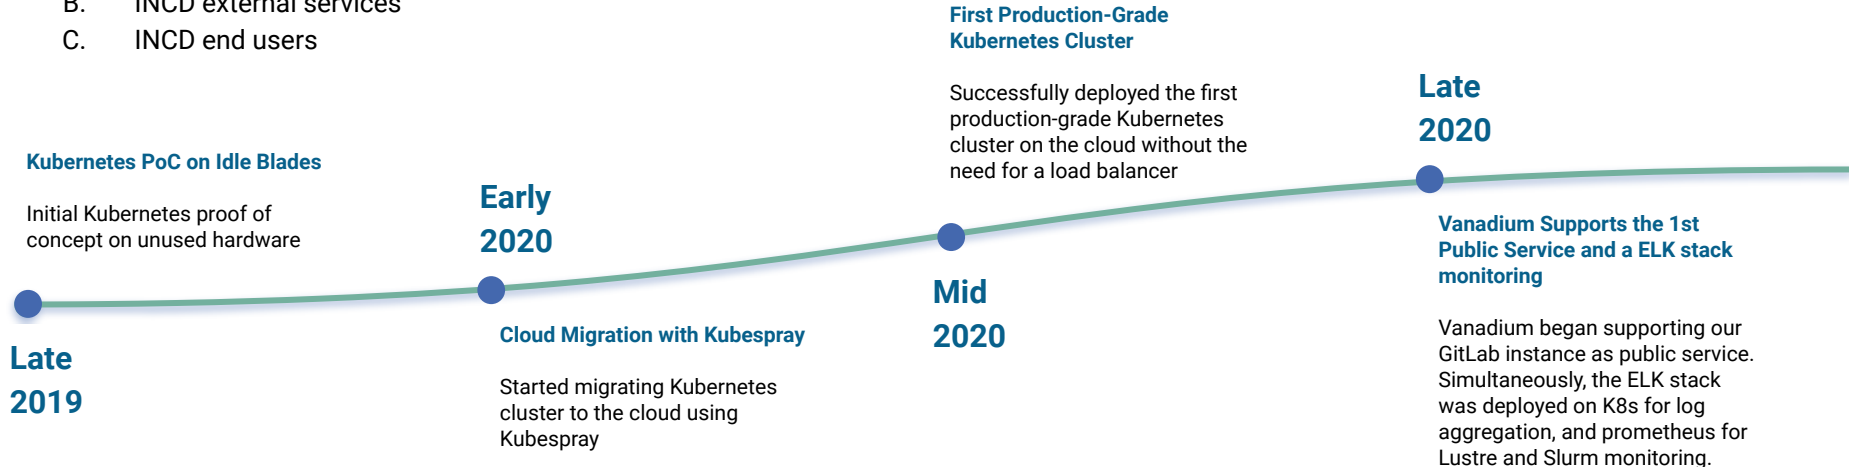 B. INCD external services
C. INCD end users
Kubernetes PoC on Idle Blades
Initial Kubernetes proof of
concept on unused hardware
Late
2019
Early
2020
Cloud Migration with Kubespray
Started migrating Kubernetes
cluster to the cloud using
Kubespray
First Production-Grade
Kubernetes Cluster
Successfully deployed the first
production-grade Kubernetes
cluster on the cloud without the
need for a load balancer
Mid
2020
Late
2020
Vanadium Supports the 1st
Public Service and a ELK stack
monitoring
Vanadium began supporting our
GitLab instance as public service.
Simultaneously, the ELK stack
was deployed on K8s for log
aggregation, and prometheus for
Lustre and Slurm monitoring.